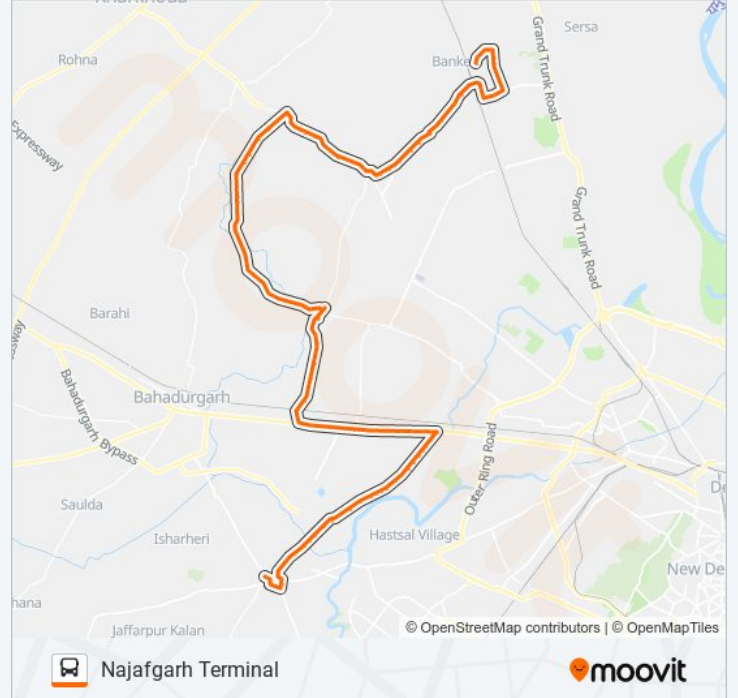 Sersa
Rohna
Banke
Grand Trunk Road
Expressway
Grand Trunk Road
Barahi
Bahadurgarh
Bahadurgarh Bypass
Outer Ring Road
Saulda
Hastsal Village
Isharheri
New De
Jaffarpur Kalan
© OpenStreetMap contributors | © OpenMapTiles
Najafgarh Terminal
moovit